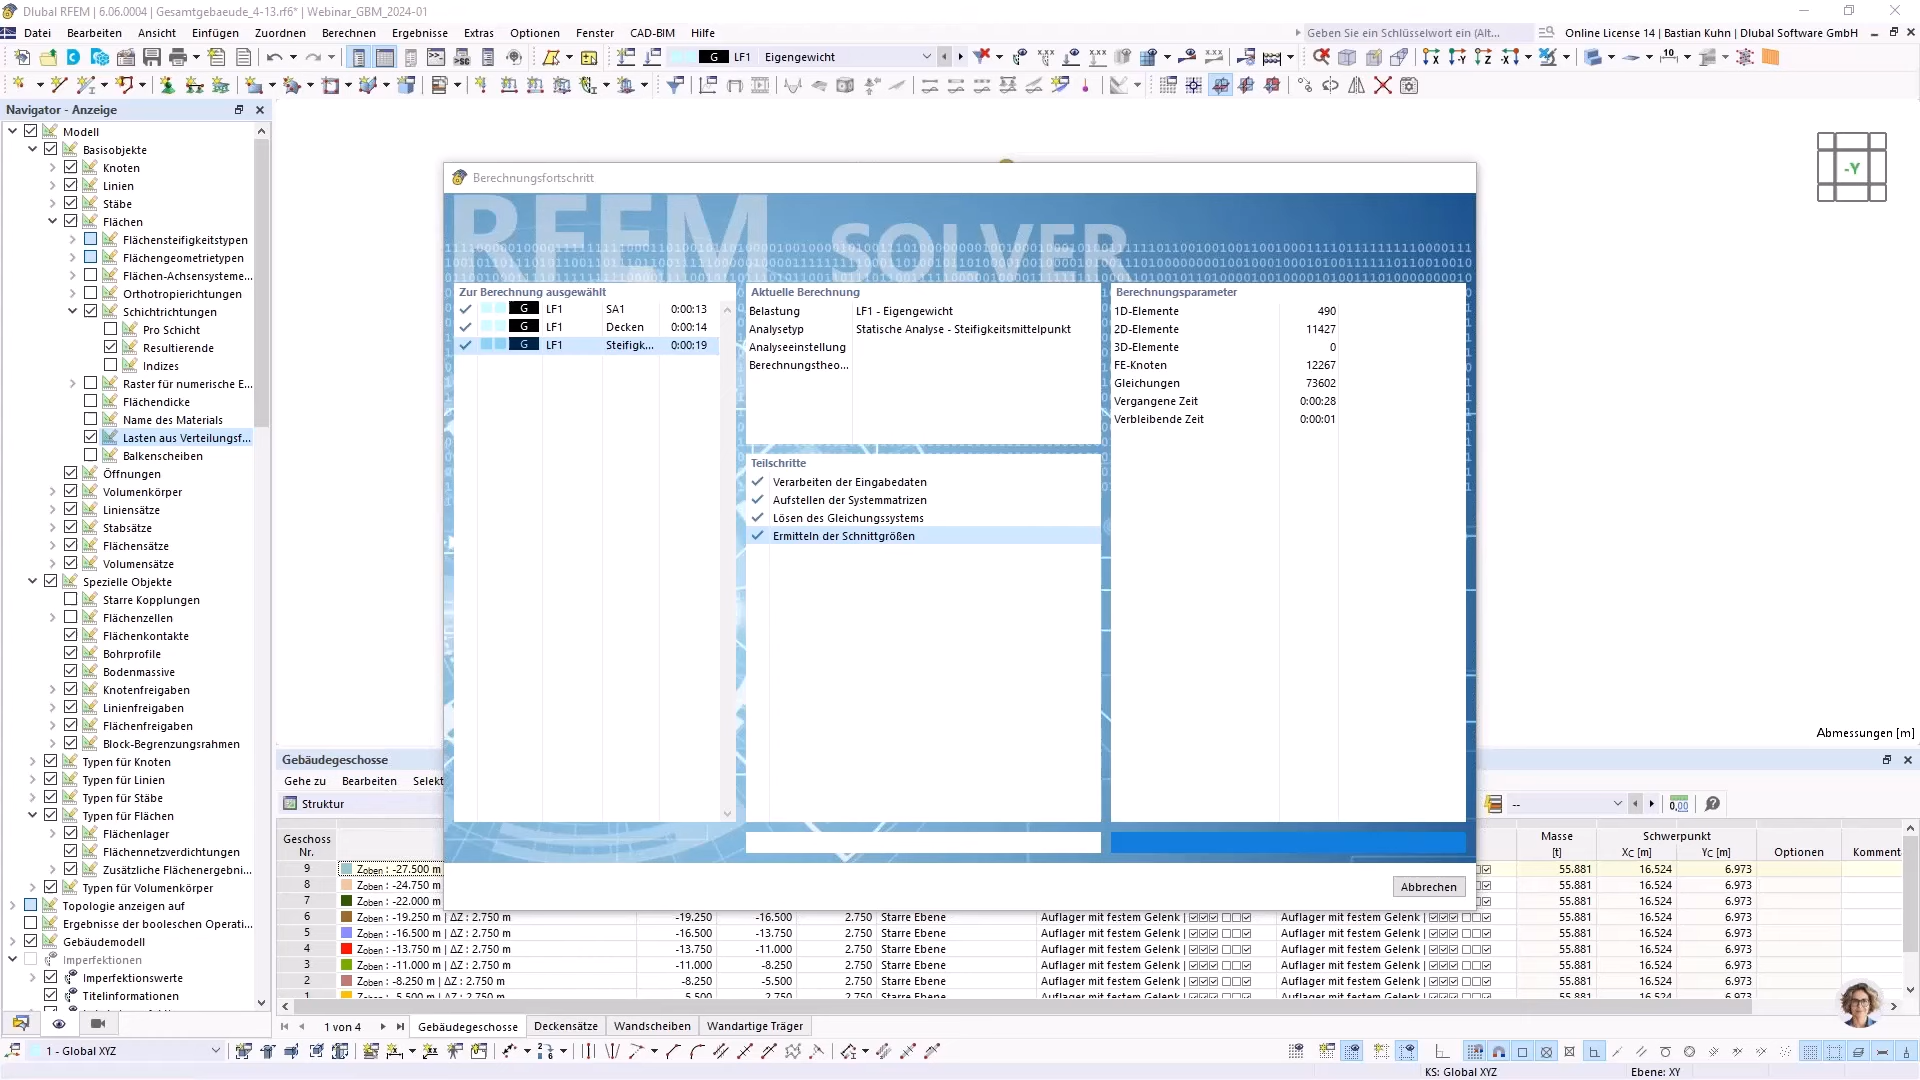 Dlubal RFEM | 6.06.0004 | Gesamtgebaeude_4-13.rf6* | Webinar_GBM_2024-01
Datei Bearbeiten Ansicht Einfügen Zuordnen Berechnen Ergebnisse Extras Optionen Fenster CAD-BIM Hilfe
Geben Sie ein Schlüsselwort ein (Alt...
Online License 14 | Bastian Kuhn | Dlubal Software GmbH
G LF1 Eigengewicht
Navigator - Anzeige
Modell
Basisobjekte
Knoten
Linien
Stäbe
Flächen
Flächensteifigkeitstypen
Flächengeometrietypen
Flächen-Achsensysteme...
Orthotropierichtungen
Schichtrichtungen
Pro Schicht
Resultierende
Indizes
Raster für numerische E...
Flächendicke
Name des Materials
Lasten aus Verteilungsf...
Balkenscheiben
Öffnungen
Volumenkörper
Liniensätze
Stabsätze
Flächensätze
Volumensätze
Spezielle Objekte
Starre Kopplungen
Flächenzellen
Flächenkontakte
Bohrprofile
Bodenmassive
Knotenfreigaben
Linienfreigaben
Flächenfreigaben
Block-Begrenzungsrahmen
Typen für Knoten
Typen für Linien
Typen für Stäbe
Typen für Flächen
Flächenlager
Flächennetzverdichtungen
Zusätzliche Flächenergebni...
Typen für Volumenkörper
Topologie anzeigen auf
Ergebnisse der booleschen Operati...
Gebäudemodell
Imperfektionen
Imperfektionswerte
Titelinformationen
1 - Global XYZ
Berechnungsfortschritt
RFEM SOLVER
Zur Berechnung ausgewählt
G LF1 SA1 0:00:13
G LF1 Decken 0:00:14
G LF1 Steifigk... 0:00:19
Aktuelle Berechnung
Belastung LF1 - Eigengewicht
Analysetyp Statische Analyse - Steifigkeitsmittelpunkt
Analyseeinstellung
Berechnungstheo...
Teilschritte
Verarbeiten der Eingabedaten
Aufstellen der Systemmatrizen
Lösen des Gleichungssystems
Ermitteln der Schnittgrößen
Berechnungsparameter
1D-Elemente 490
2D-Elemente 11427
3D-Elemente 0
FE-Knoten 12267
Gleichungen 73602
Vergangene Zeit 0:00:28
Verbleibende Zeit 0:00:01
Abbrechen
-Y
Abmessungen [m]
Gebäudegeschosse
Gehe zu Bearbeiten Selekt
Struktur
--
Geschoss Nr. Masse [t] Schwerpunkt XC [m] YC [m] Optionen Komment
9 Zoben : -27.500 m 55.881 16.524 6.973
8 Zoben : -24.750 m 55.881 16.524 6.973
7 Zoben : -22.000 m 55.881 16.524 6.973
6 Zoben : -19.250 m | ΔZ : 2.750 m -19.250 -16.500 2.750 Starre Ebene Auflager mit festem Gelenk | Auflager mit festem Gelenk | 55.881 16.524 6.973
5 Zoben : -16.500 m | ΔZ : 2.750 m -16.500 -13.750 2.750 Starre Ebene Auflager mit festem Gelenk | Auflager mit festem Gelenk | 55.881 16.524 6.973
4 Zoben : -13.750 m | ΔZ : 2.750 m -13.750 -11.000 2.750 Starre Ebene Auflager mit festem Gelenk | Auflager mit festem Gelenk | 55.881 16.524 6.973
3 Zoben : -11.000 m | ΔZ : 2.750 m -11.000 -8.250 2.750 Starre Ebene Auflager mit festem Gelenk | Auflager mit festem Gelenk | 55.881 16.524 6.973
2 Zoben : -8.250 m | ΔZ : 2.750 m -8.250 -5.500 2.750 Starre Ebene Auflager mit festem Gelenk | Auflager mit festem Gelenk | 55.881 16.524 6.973
1 von 4 Gebäudegeschosse Deckensätze Wandscheiben Wandartige Träger
KS: Global XYZ Ebene: XY